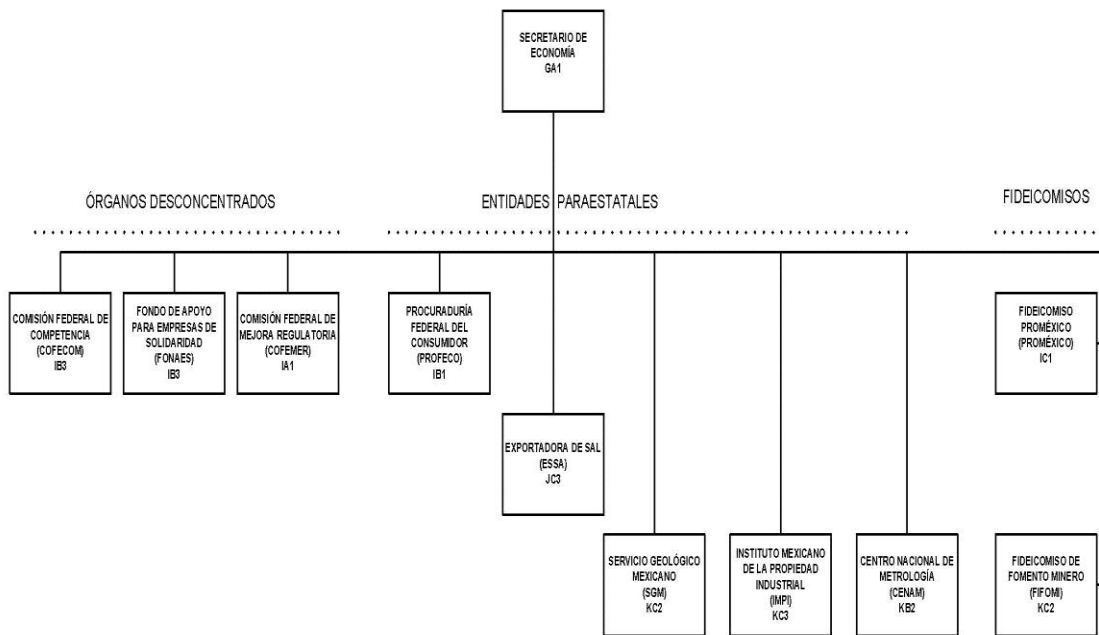 SECRETARIO DE
ECONOMÍA
GA1
ÓRGANOS DESCONCENTRADOS
ENTIDADES PARAESTATALES
FIDEICOMISOS
COMISIÓN FEDERAL DE
COMPETENCIA
(COFECOM)
IB3
FONDO DE APOYO
PARA EMPRESAS DE
SOLIDARIDAD
(FONAES)
IB3
COMISIÓN FEDERAL DE
MEJORA REGULATORIA
(COFEMER)
IA1
PROCURADURÍA
FEDERAL DEL
CONSUMIDOR
(PROFECO)
IB1
FIDEICOMISO
PROMÉXICO
(PROMÉXICO)
IC1
EXPORTADORA DE SAL
(ESSA)
JC3
SERVICIO GEOLÓGICO
MEXICANO
(SGM)
KC2
INSTITUTO MEXICANO
DE LA PROPIEDAD
INDUSTRIAL
(IMPI)
KC3
CENTRO NACIONAL DE
METROLOGÍA
(CENAM)
KB2
FIDEICOMISO DE
FOMENTO MINERO
(FIFOMI)
KC2